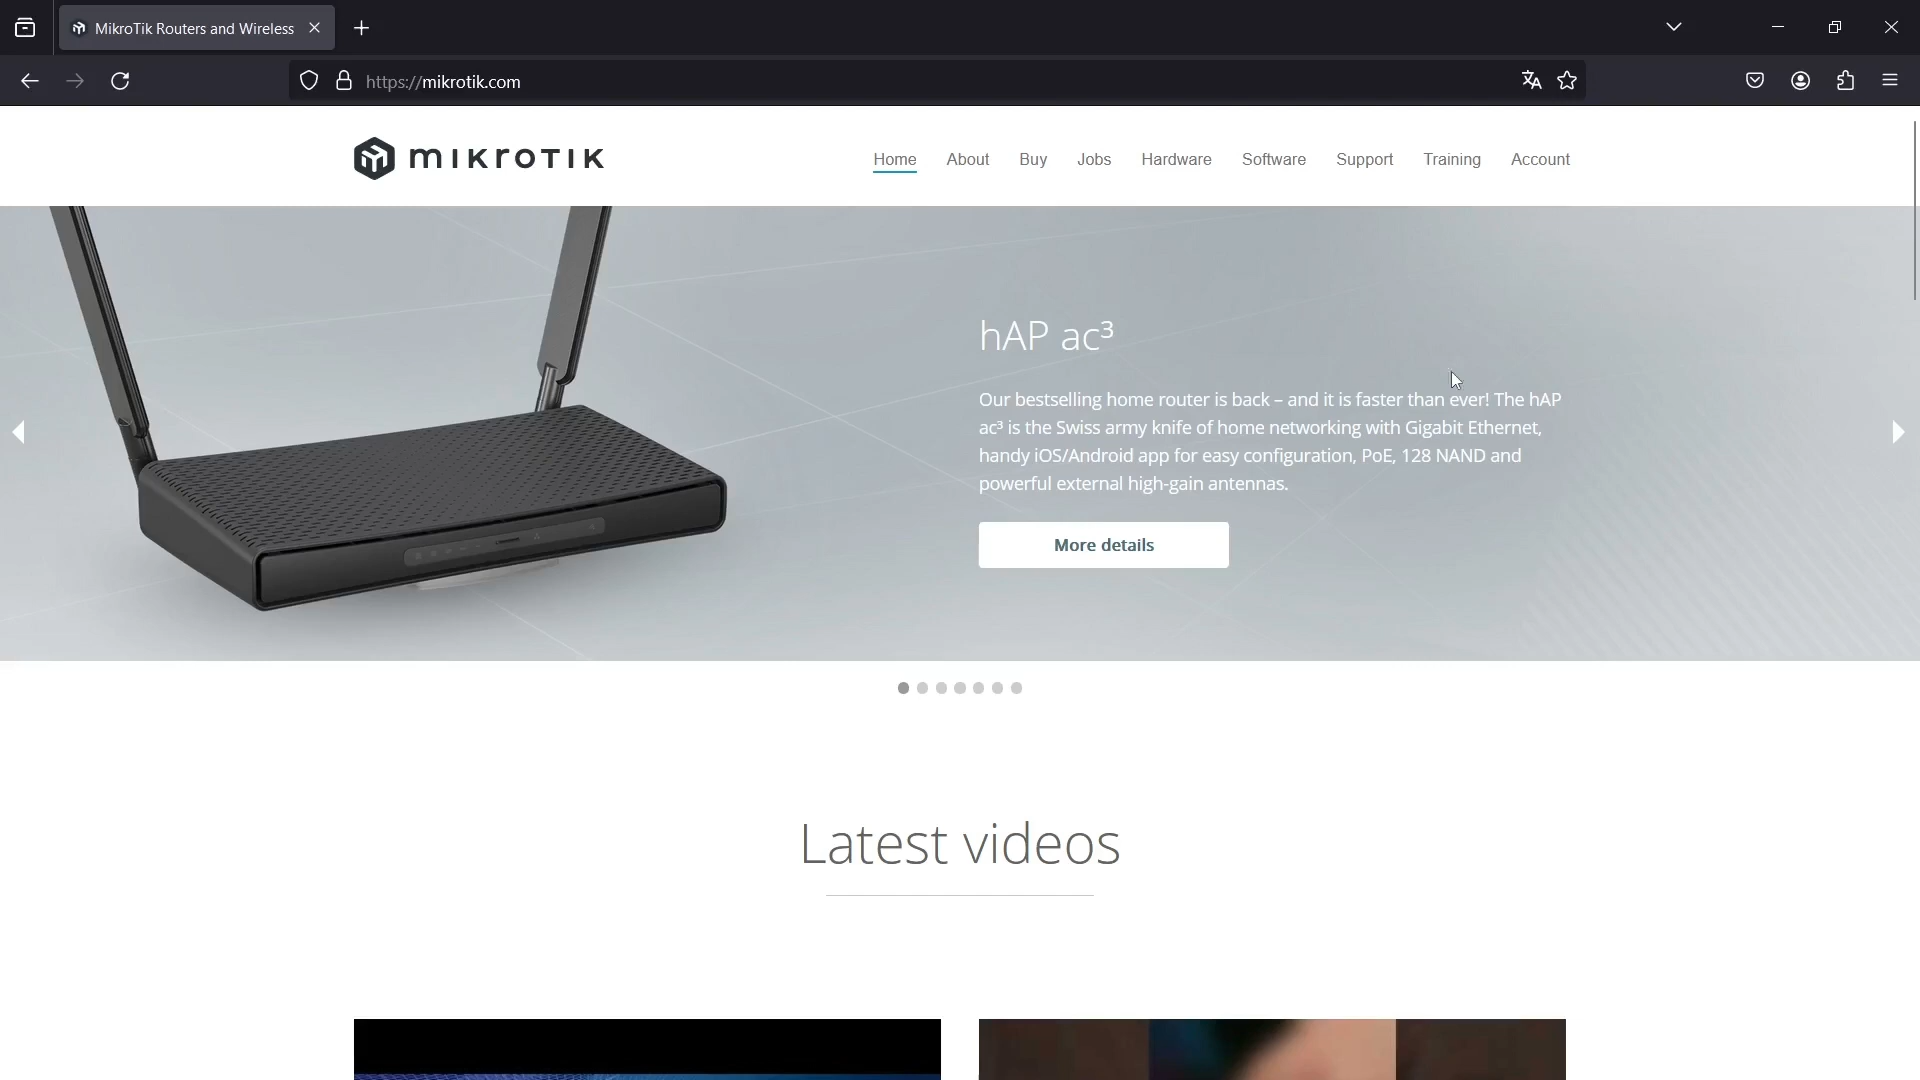 MikroTik Routers and Wireless
https://mikrotik.com
mikrotik
Home About Buy Jobs Hardware Software Support Training Account
hAP ac³
Our bestselling home router is back – and it is faster than ever! The hAP
ac³ is the Swiss army knife of home networking with Gigabit Ethernet,
handy iOS/Android app for easy configuration, PoE, 128 NAND and
powerful external high-gain antennas.
More details
Latest videos